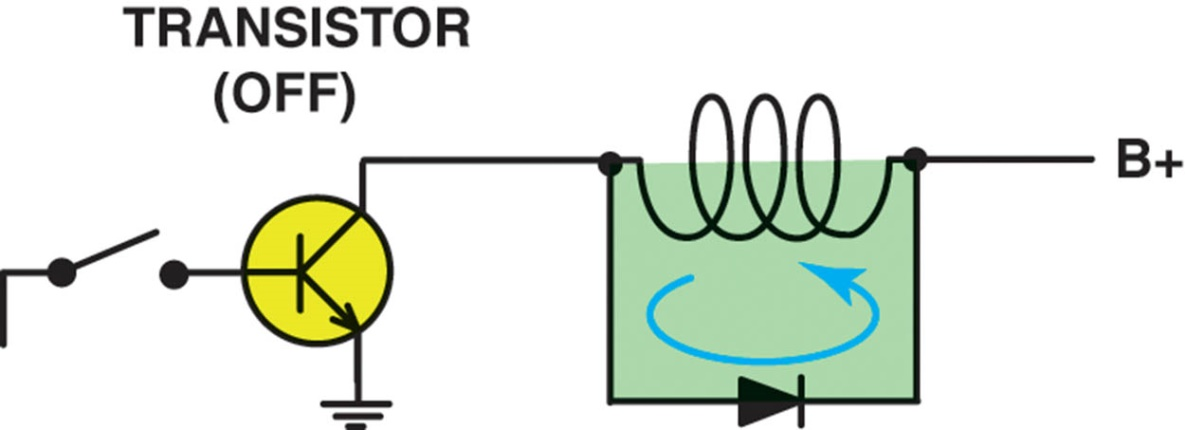 TRANSISTOR
(OFF)
B+